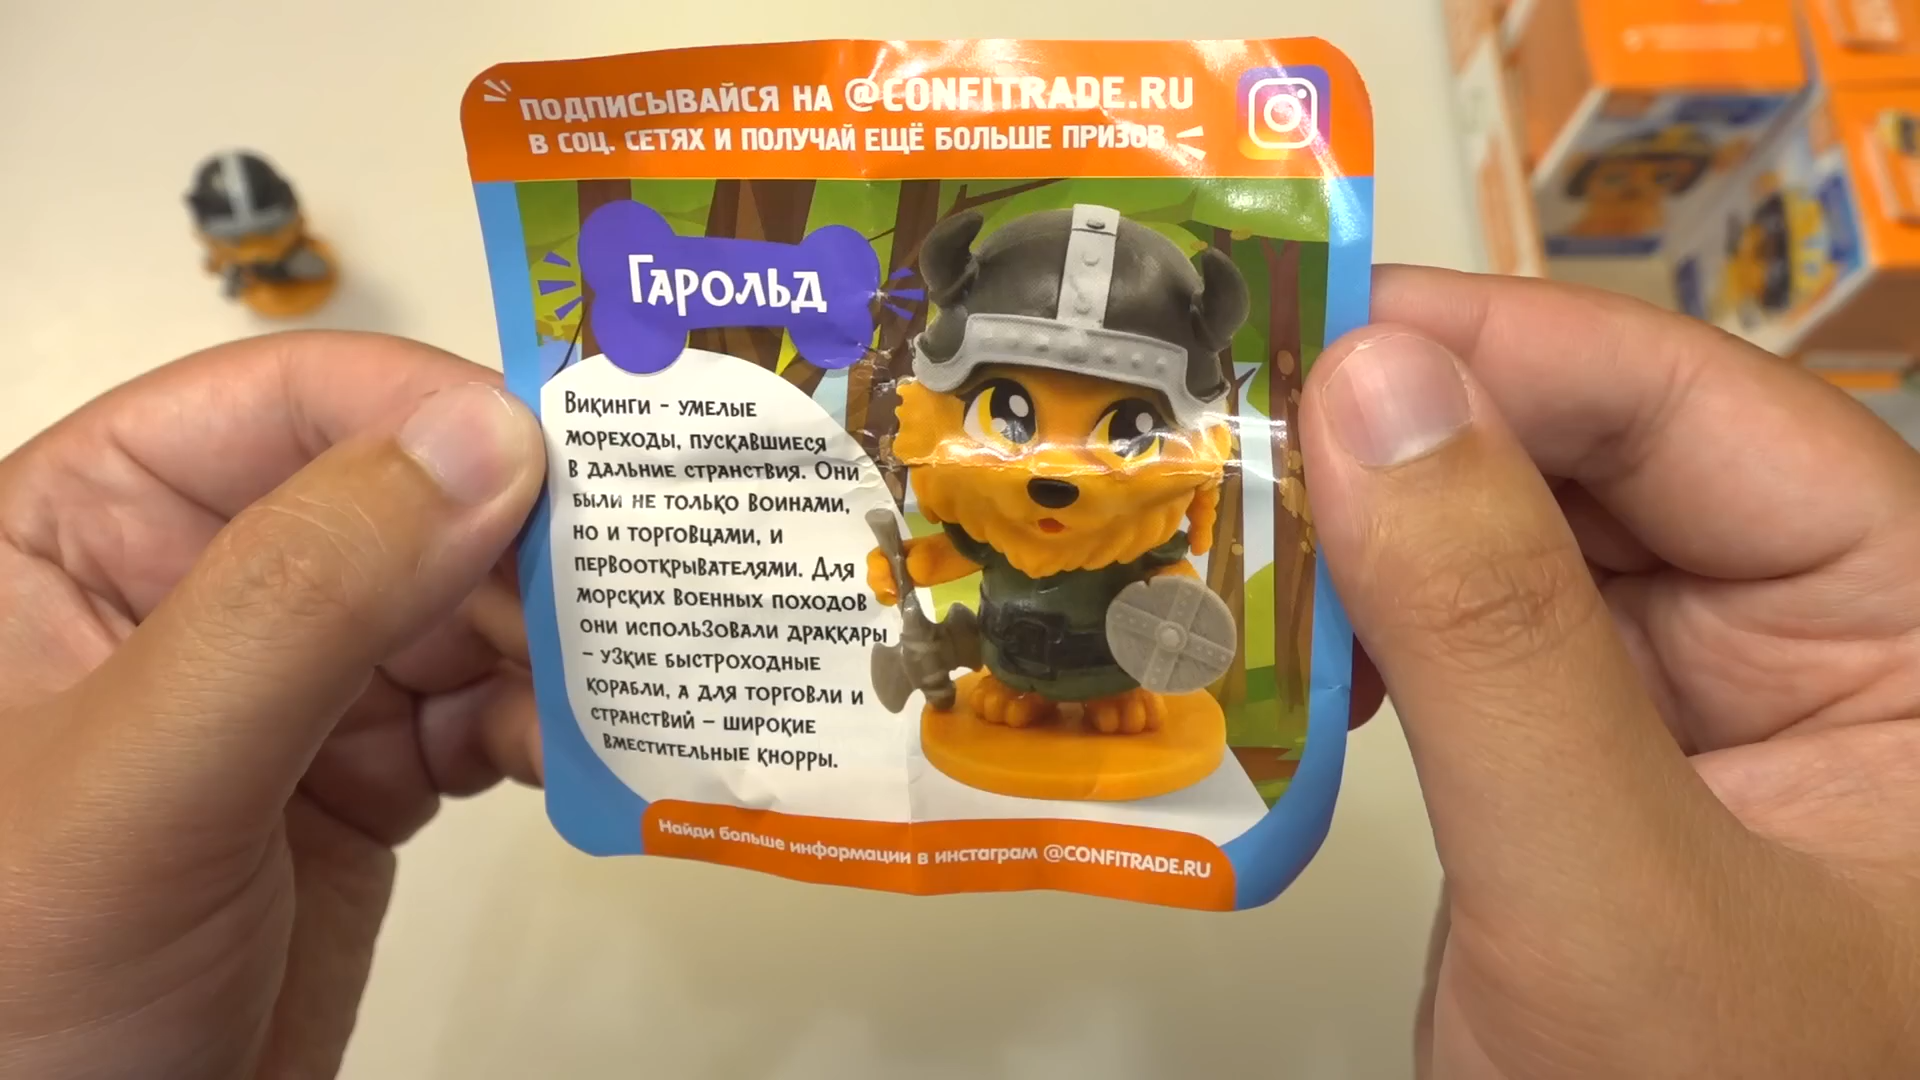 ПОДПИСЫВАЙСЯ НА @CONFITRADE.RU
В СОЦ. СЕТЯХ И ПОЛУЧАЙ ЕЩЁ БОЛЬШЕ ПРИЗОВ
Гарольд
Викинги - умелые
мореходы, пускавшиеся
в дальние странствия. Они
были не только воинами,
но и торговцами, и
первооткрывателями. Для
морских военных походов
они использовали драккары
– узкие быстроходные
корабли, а для торговли и
странствий – широкие
вместительные кнорры.
Найди больше информации в инстаграм @CONFITRADE.RU